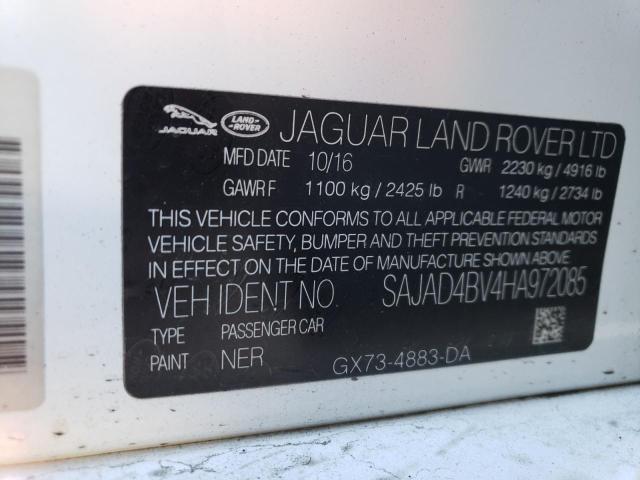 JAGUAR LAND-ROVER JAGUAR LAND ROVER LTD
MFD DATE 10/16 GWR 2230 kg / 4916 lb
GAWR F 1100 kg / 2425 lb R 1240 kg / 2734 lb
THIS VEHICLE CONFORMS TO ALL APPLICABLE FEDERAL MOTOR
VEHICLE SAFETY, BUMPER AND THEFT PREVENTION STANDARDS
IN EFFECT ON THE DATE OF MANUFACTURE SHOWN ABOVE
VEH IDENT NO. SAJAD4BV4HA972085
TYPE PASSENGER CAR
PAINT NER GX73-4883-DA